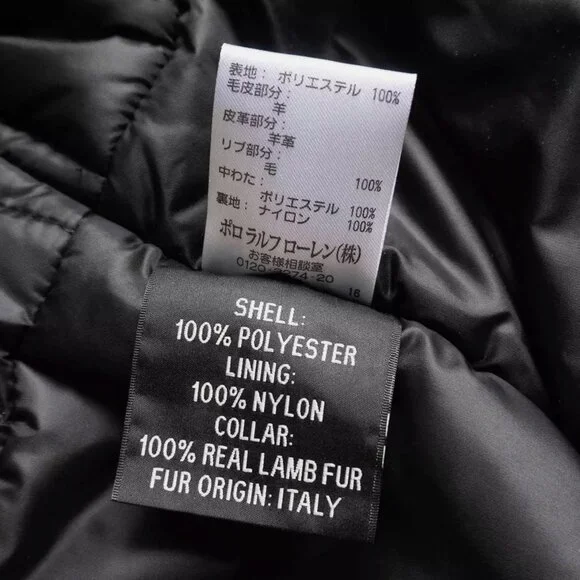 表地: ポリエステル 100%
毛皮部分:
羊
皮革部分:
羊革
リブ部分:
毛 100%
中わた:
ポリエステル 100%
裏地: ナイロン 100%
ポロ ラルフ ローレン(株)
お客様相談室
18
SHELL:
100% POLYESTER
LINING:
100% NYLON
COLLAR:
100% REAL LAMB FUR
FUR ORIGIN: ITALY